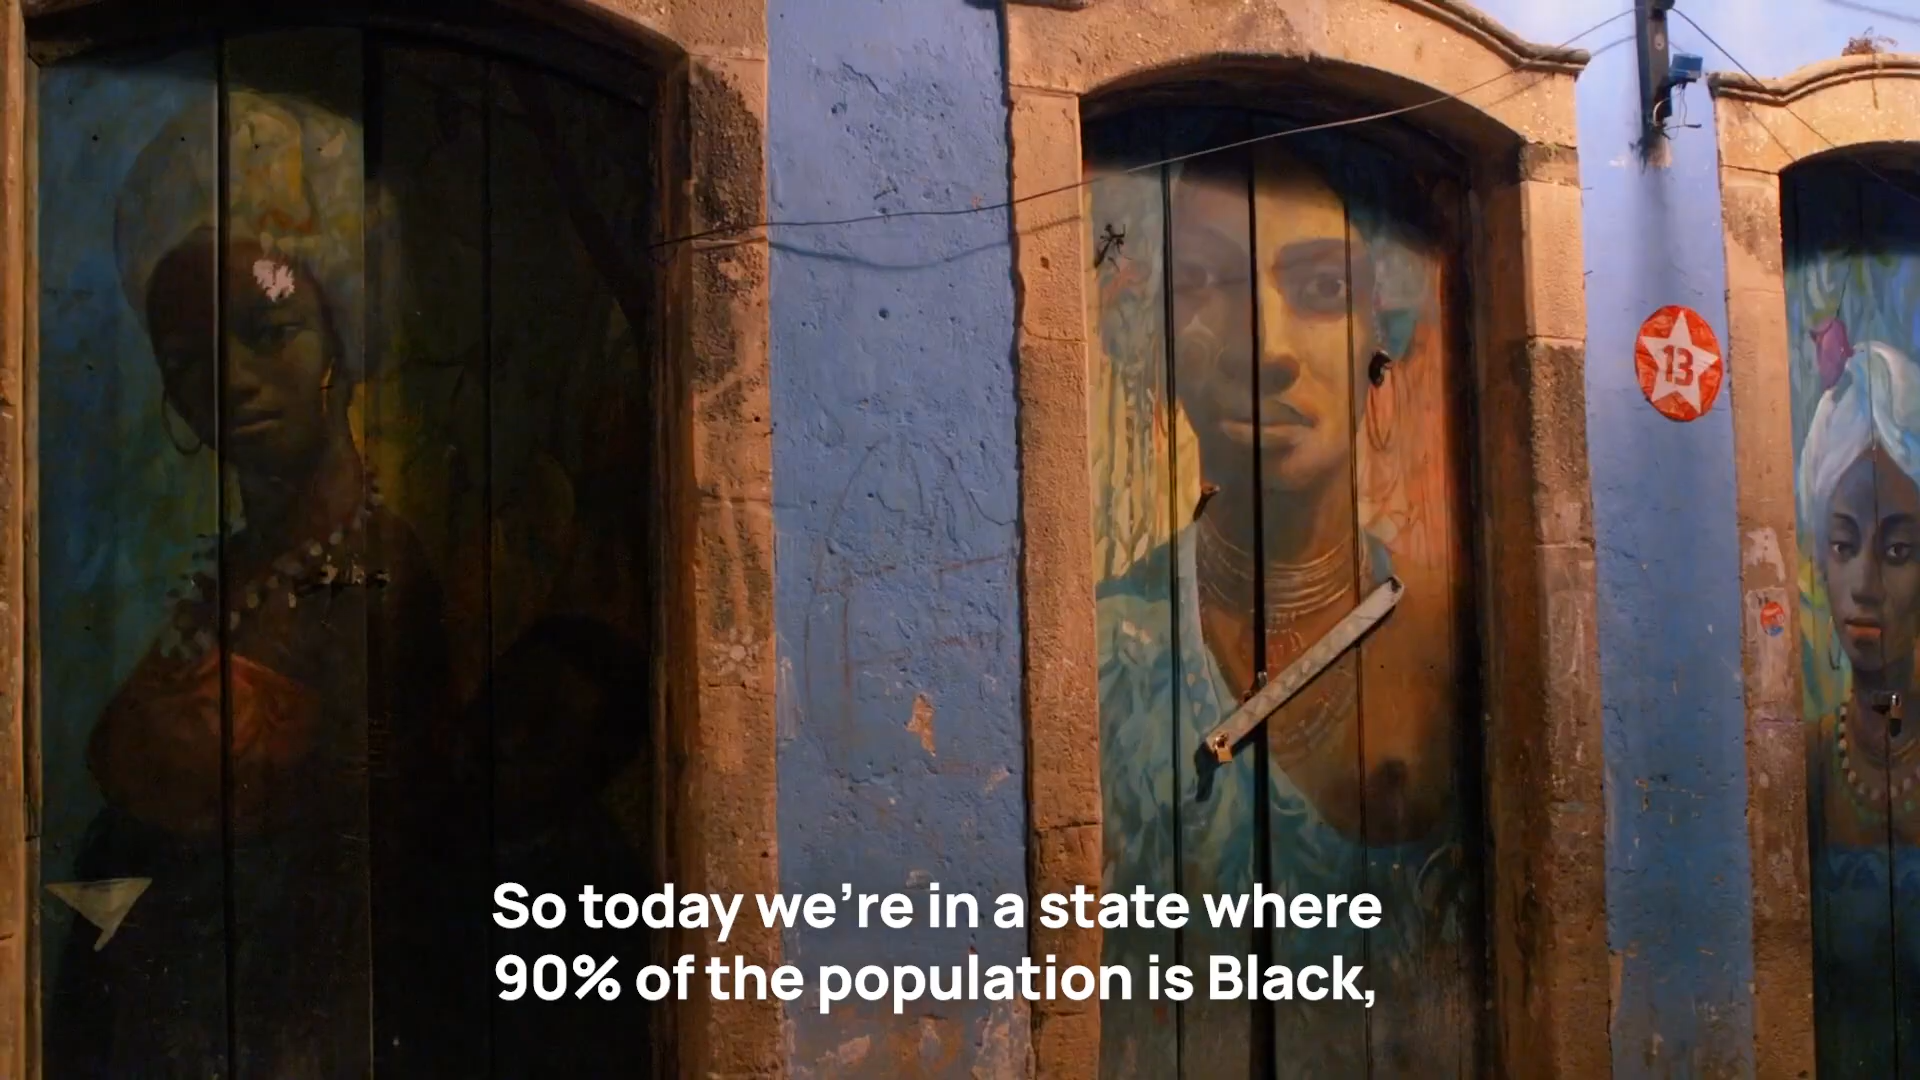 13
So today we're in a state where
90% of the population is Black,